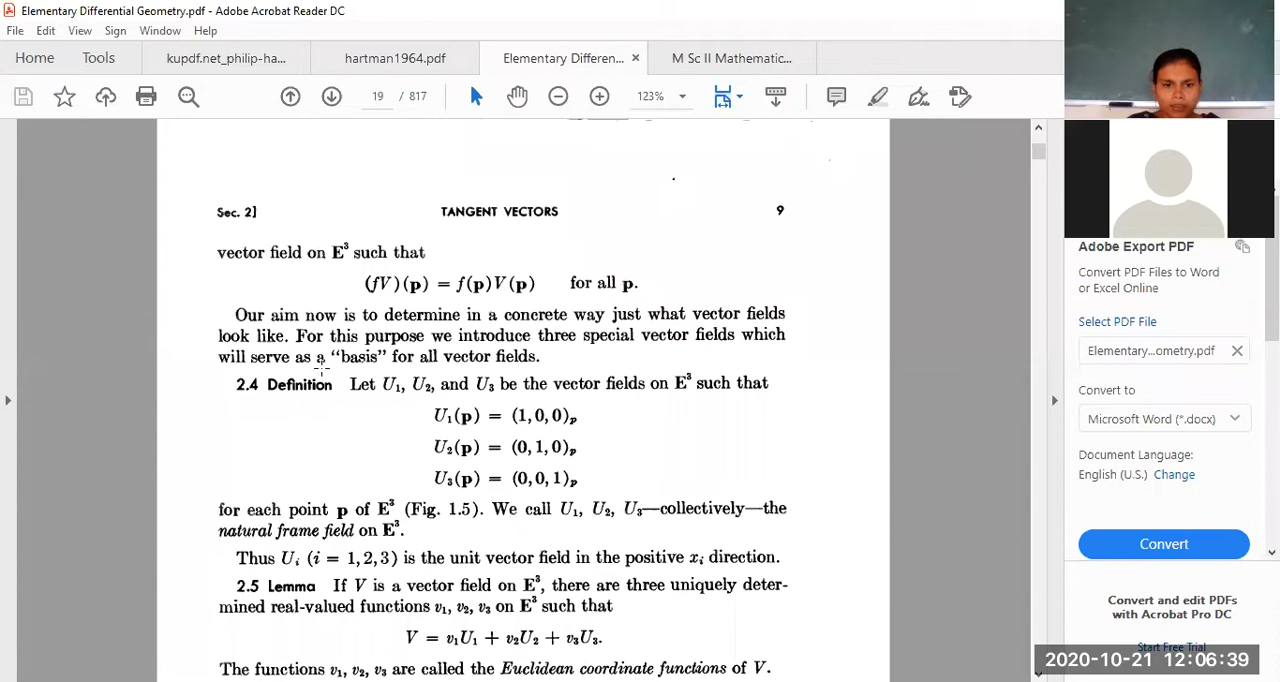 Elementary Differential Geometry.pdf - Adobe Acrobat Reader DC
File Edit View Sign Window Help
Home Tools kupdf.net_philip-ha... hartman1964.pdf Elementary Differen... × M Sc II Mathematic...
19 / 817 123%
Sec. 2] TANGENT VECTORS 9
vector field on E³ such that
(fV)(p) = f(p)V(p) for all p.
Our aim now is to determine in a concrete way just what vector fields
look like. For this purpose we introduce three special vector fields which
will serve as a "basis" for all vector fields.
2.4 Definition Let U₁, U₂, and U₃ be the vector fields on E³ such that
U₁(p) = (1, 0, 0)ₚ
U₂(p) = (0, 1, 0)ₚ
U₃(p) = (0, 0, 1)ₚ
for each point p of E³ (Fig. 1.5). We call U₁, U₂, U₃—collectively—the
natural frame field on E³.
Thus Uᵢ (i = 1, 2, 3) is the unit vector field in the positive xᵢ direction.
2.5 Lemma If V is a vector field on E³, there are three uniquely deter-
mined real-valued functions v₁, v₂, v₃ on E³ such that
V = v₁U₁ + v₂U₂ + v₃U₃.
The functions v₁, v₂, v₃ are called the Euclidean coordinate functions of V.
Adobe Export PDF
Convert PDF Files to Word
or Excel Online
Select PDF File
Elementary...ometry.pdf ×
Convert to
Microsoft Word (*.docx)
Document Language:
English (U.S.) Change
Convert
Convert and edit PDFs
with Acrobat Pro DC
Start Free Trial
2020-10-21 12:06:39